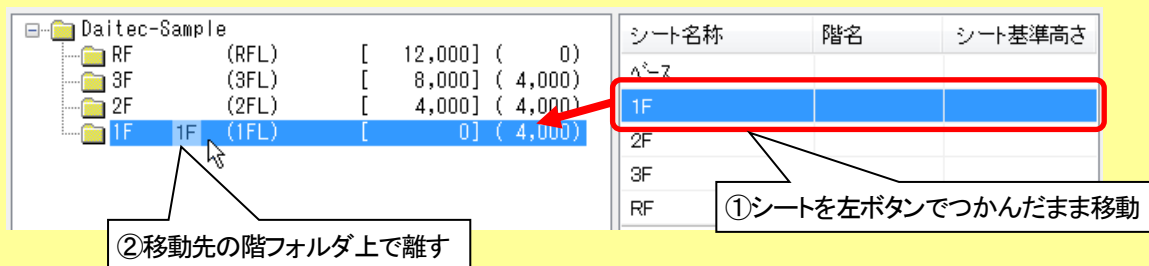 Daitec-Sample
RF (RFL) [ 12,000] ( 0)
3F (3FL) [ 8,000] ( 4,000)
2F (2FL) [ 4,000] ( 4,000)
1F 1F (1FL) [ 0] ( 4,000)
シート名称 階名 シート基準高さ
ベース
1F
2F
3F
RF
①シートを左ボタンでつかんだまま移動
②移動先の階フォルダ上で離す